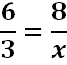 6/3 = 8/x